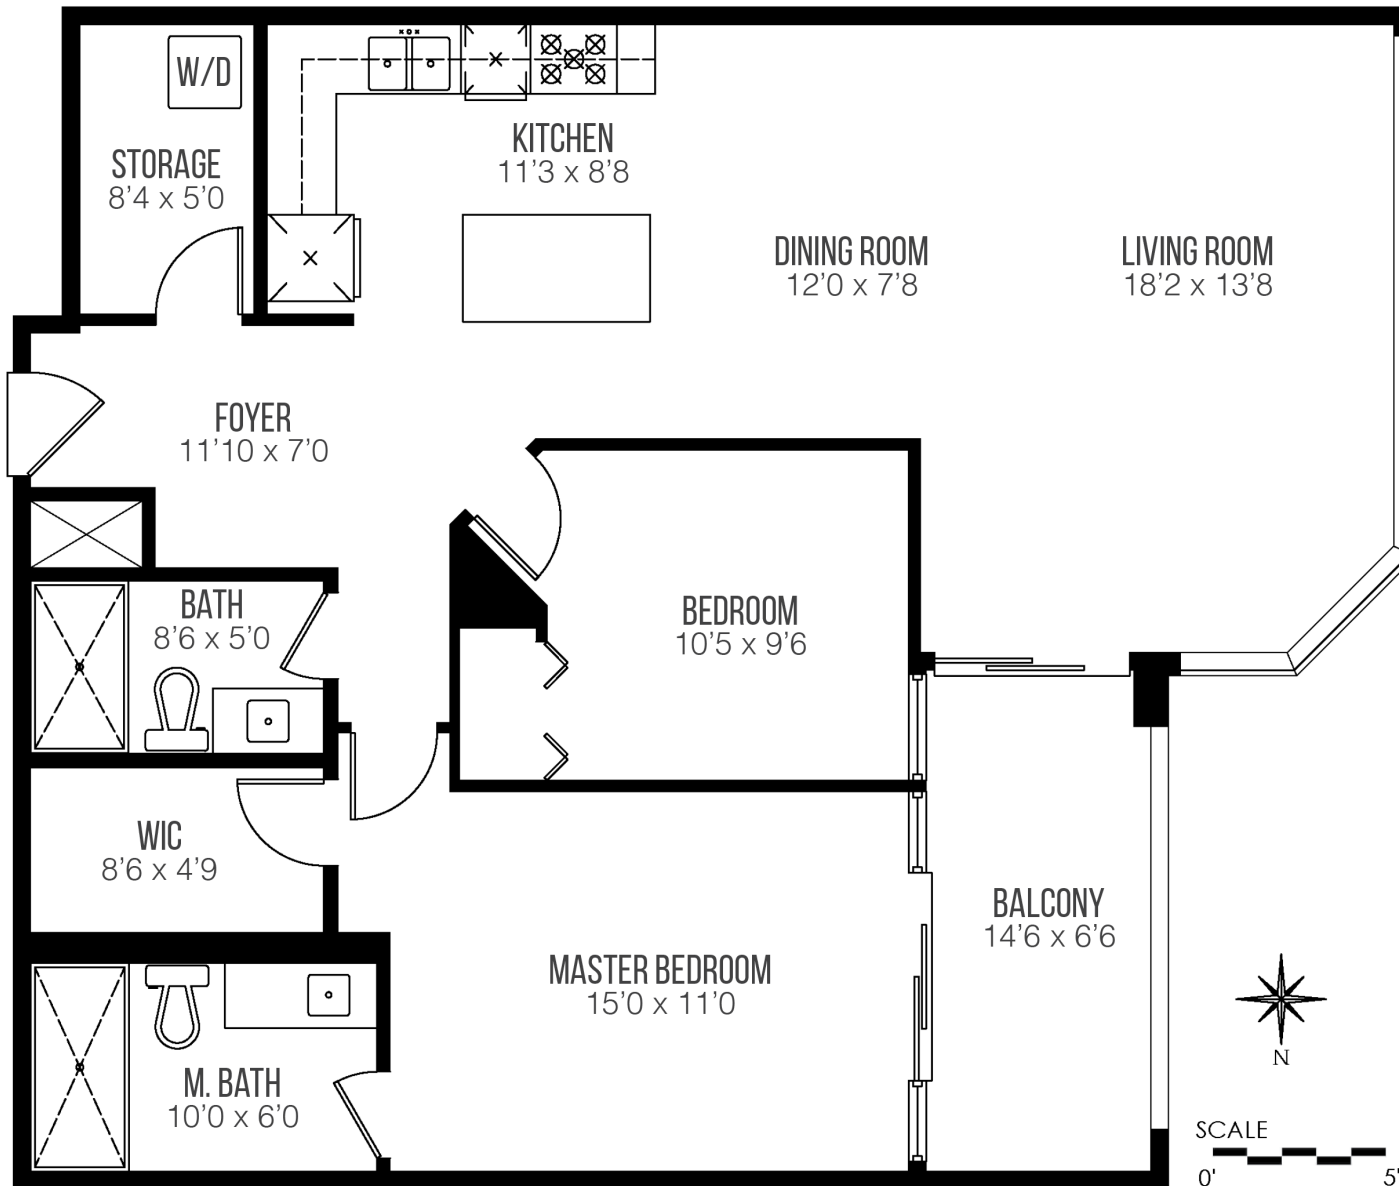 W/D
STORAGE
8'4 x 5'0
KITCHEN
11'3 x 8'8
DINING ROOM
12'0 x 7'8
LIVING ROOM
18'2 x 13'8
FOYER
11'10 x 7'0
BATH
8'6 x 5'0
BEDROOM
10'5 x 9'6
WIC
8'6 x 4'9
MASTER BEDROOM
15'0 x 11'0
BALCONY
14'6 x 6'6
M. BATH
10'0 x 6'0
N
SCALE
0' 5'